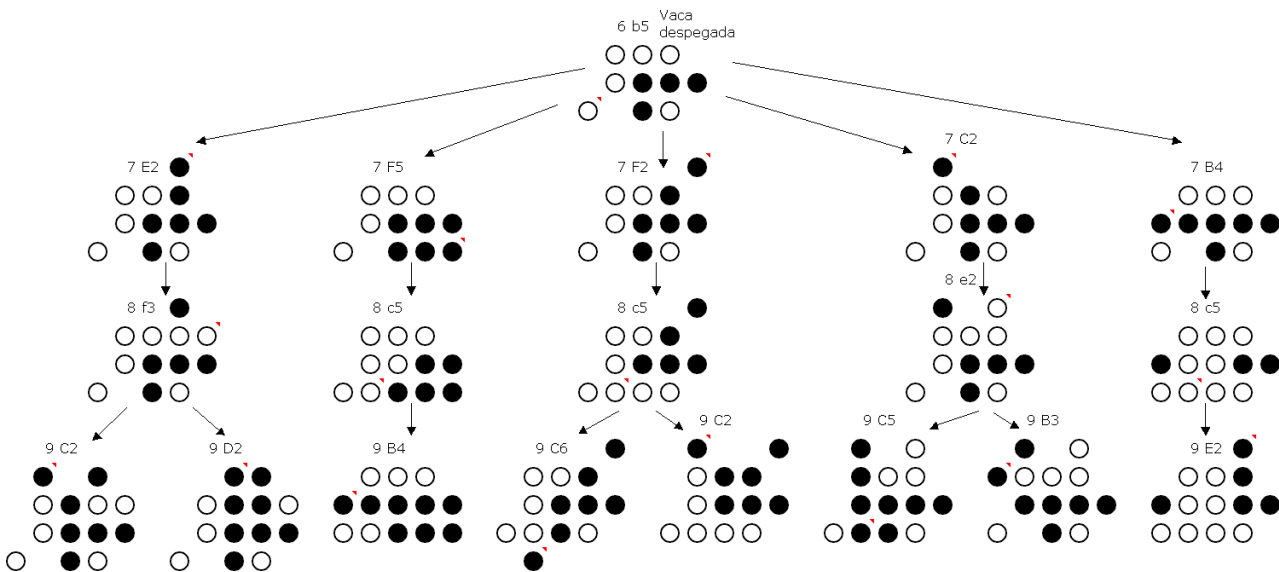 6 b5 Vaca
despegada
7 E2
7 F5
7 F2
7 C2
7 B4
8 f3
8 c5
8 c5
8 e2
8 c5
9 C2
9 D2
9 B4
9 C6
9 C2
9 C5
9 B3
9 E2